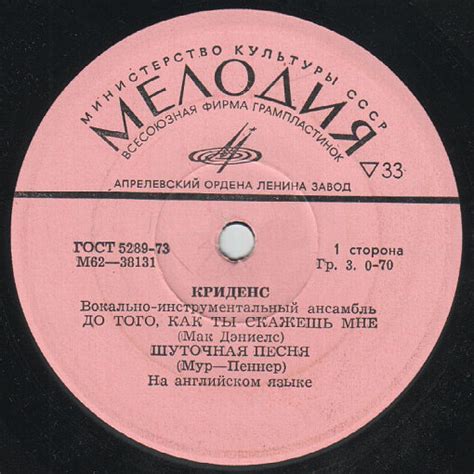 МИНИСТЕРСТВО КУЛЬТУРЫ СССР
МЕЛОДИЯ
ВСЕСОЮЗНАЯ ФИРМА ГРАМПЛАСТИНОК
▽33
АПРЕЛЕВСКИЙ ОРДЕНА ЛЕНИНА ЗАВОД
ГОСТ 5289-73
М62—38131
1 сторона
Гр. 3. 0-70
КРИДЕНС
Вокально-инструментальный ансамбль
ДО ТОГО, КАК ТЫ СКАЖЕШЬ МНЕ
(Мак Дэниелс)
ШУТОЧНАЯ ПЕСНЯ
(Мур—Пеннер)
На английском языке